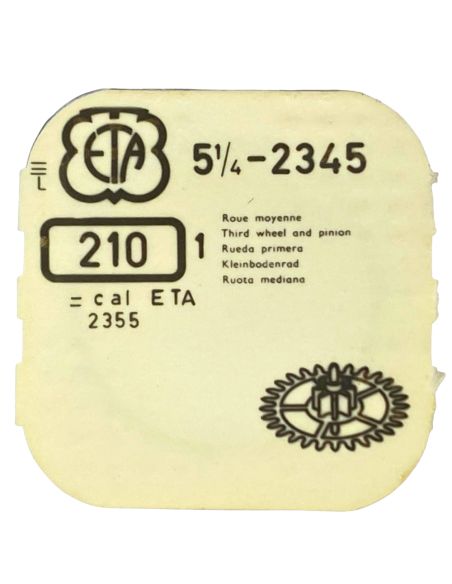 ETA
5¼-2345
≡
L
210 1
Roue moyenne
Third wheel and pinion
Rueda primera
Kleinbodenrad
Ruota mediana
= cal ETA
2355